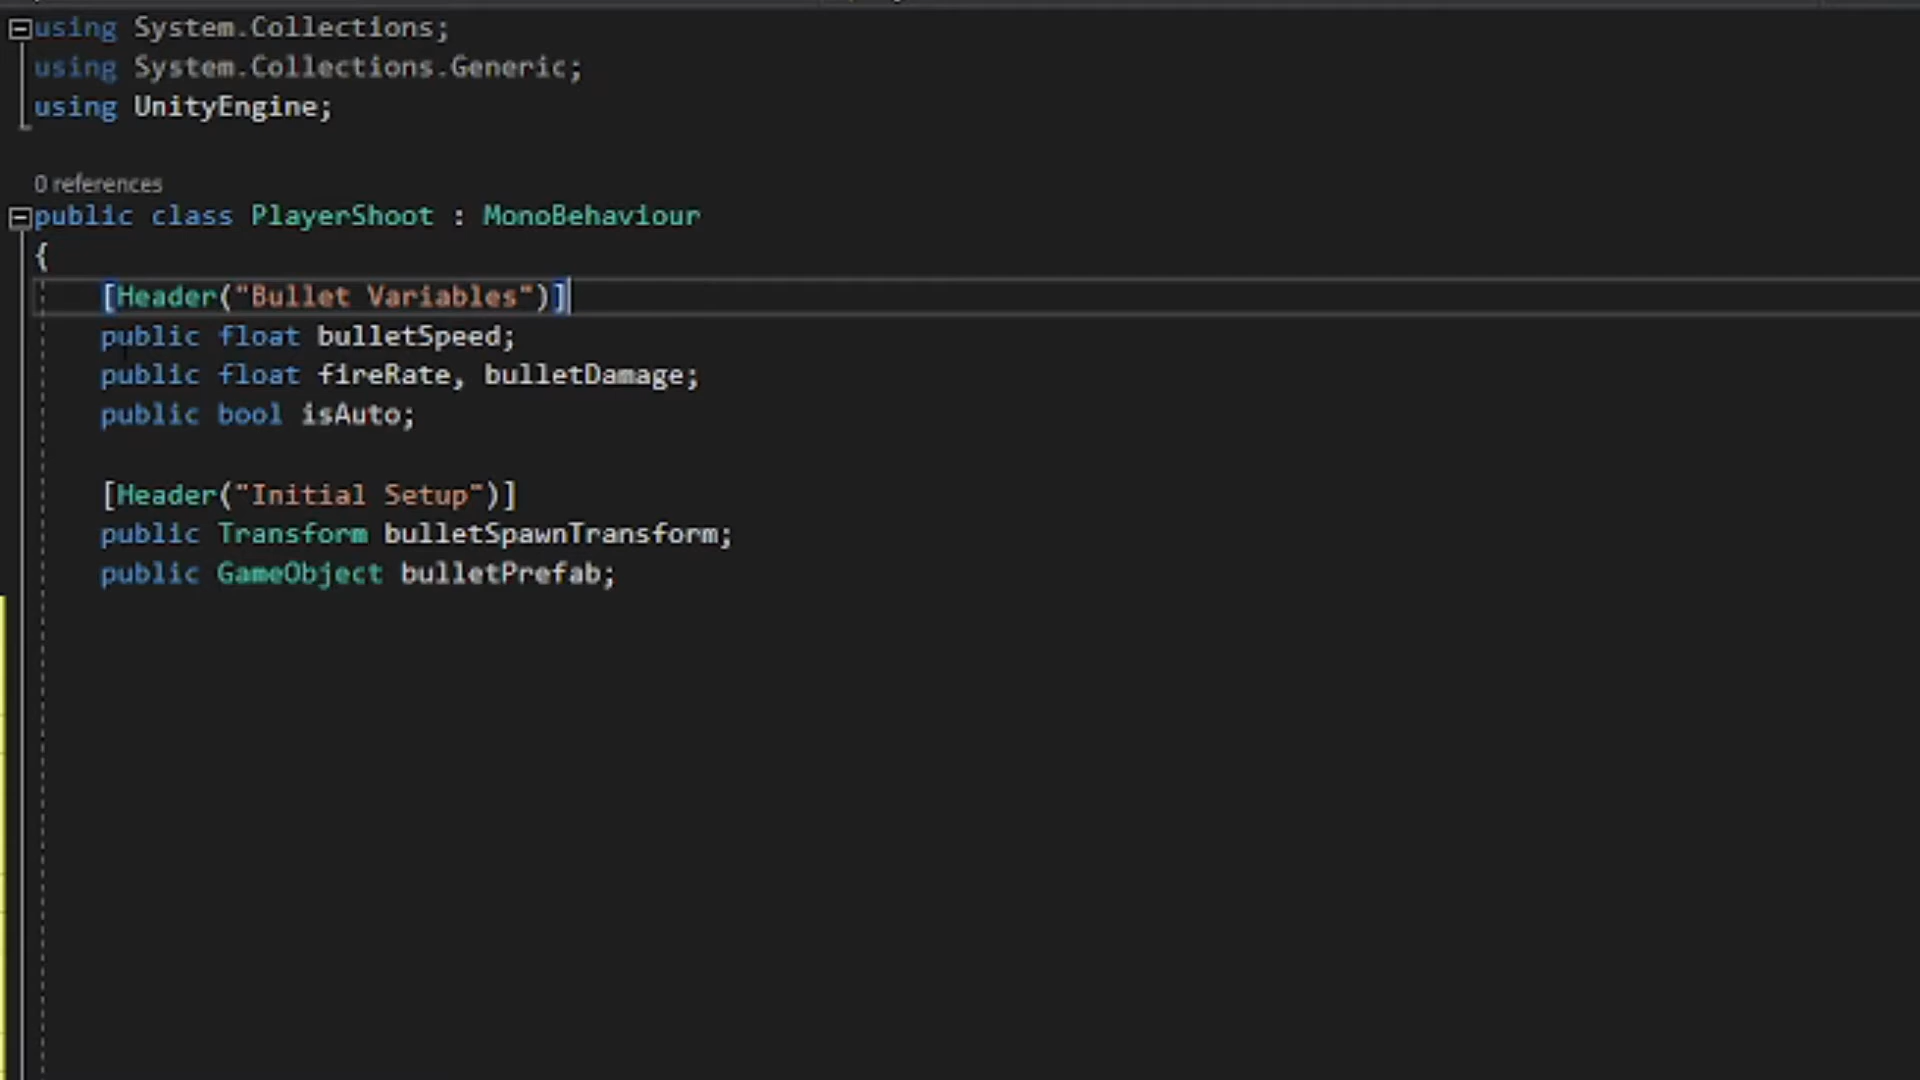 using System.Collections;
using System.Collections.Generic;
using UnityEngine;
0 references
public class PlayerShoot : MonoBehaviour
{
[Header("Bullet Variables")]
public float bulletSpeed;
public float fireRate, bulletDamage;
public bool isAuto;
[Header("Initial Setup")]
public Transform bulletSpawnTransform;
public GameObject bulletPrefab;